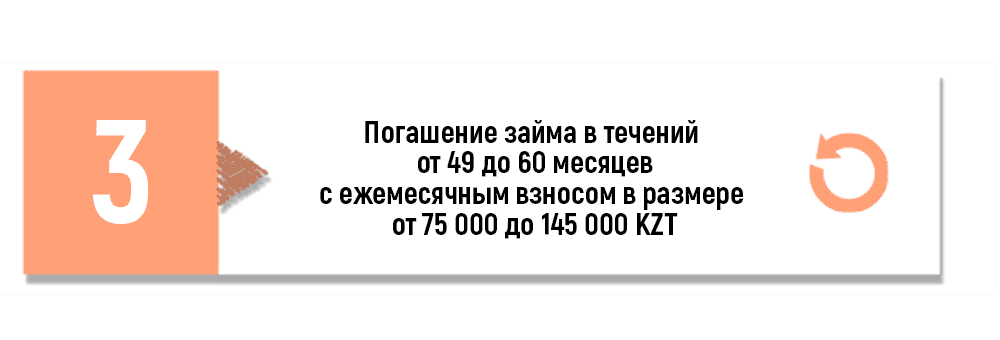 3
Погашение займа в течений
от 49 до 60 месяцев
с ежемесячным взносом в размере
от 75 000 до 145 000 KZT